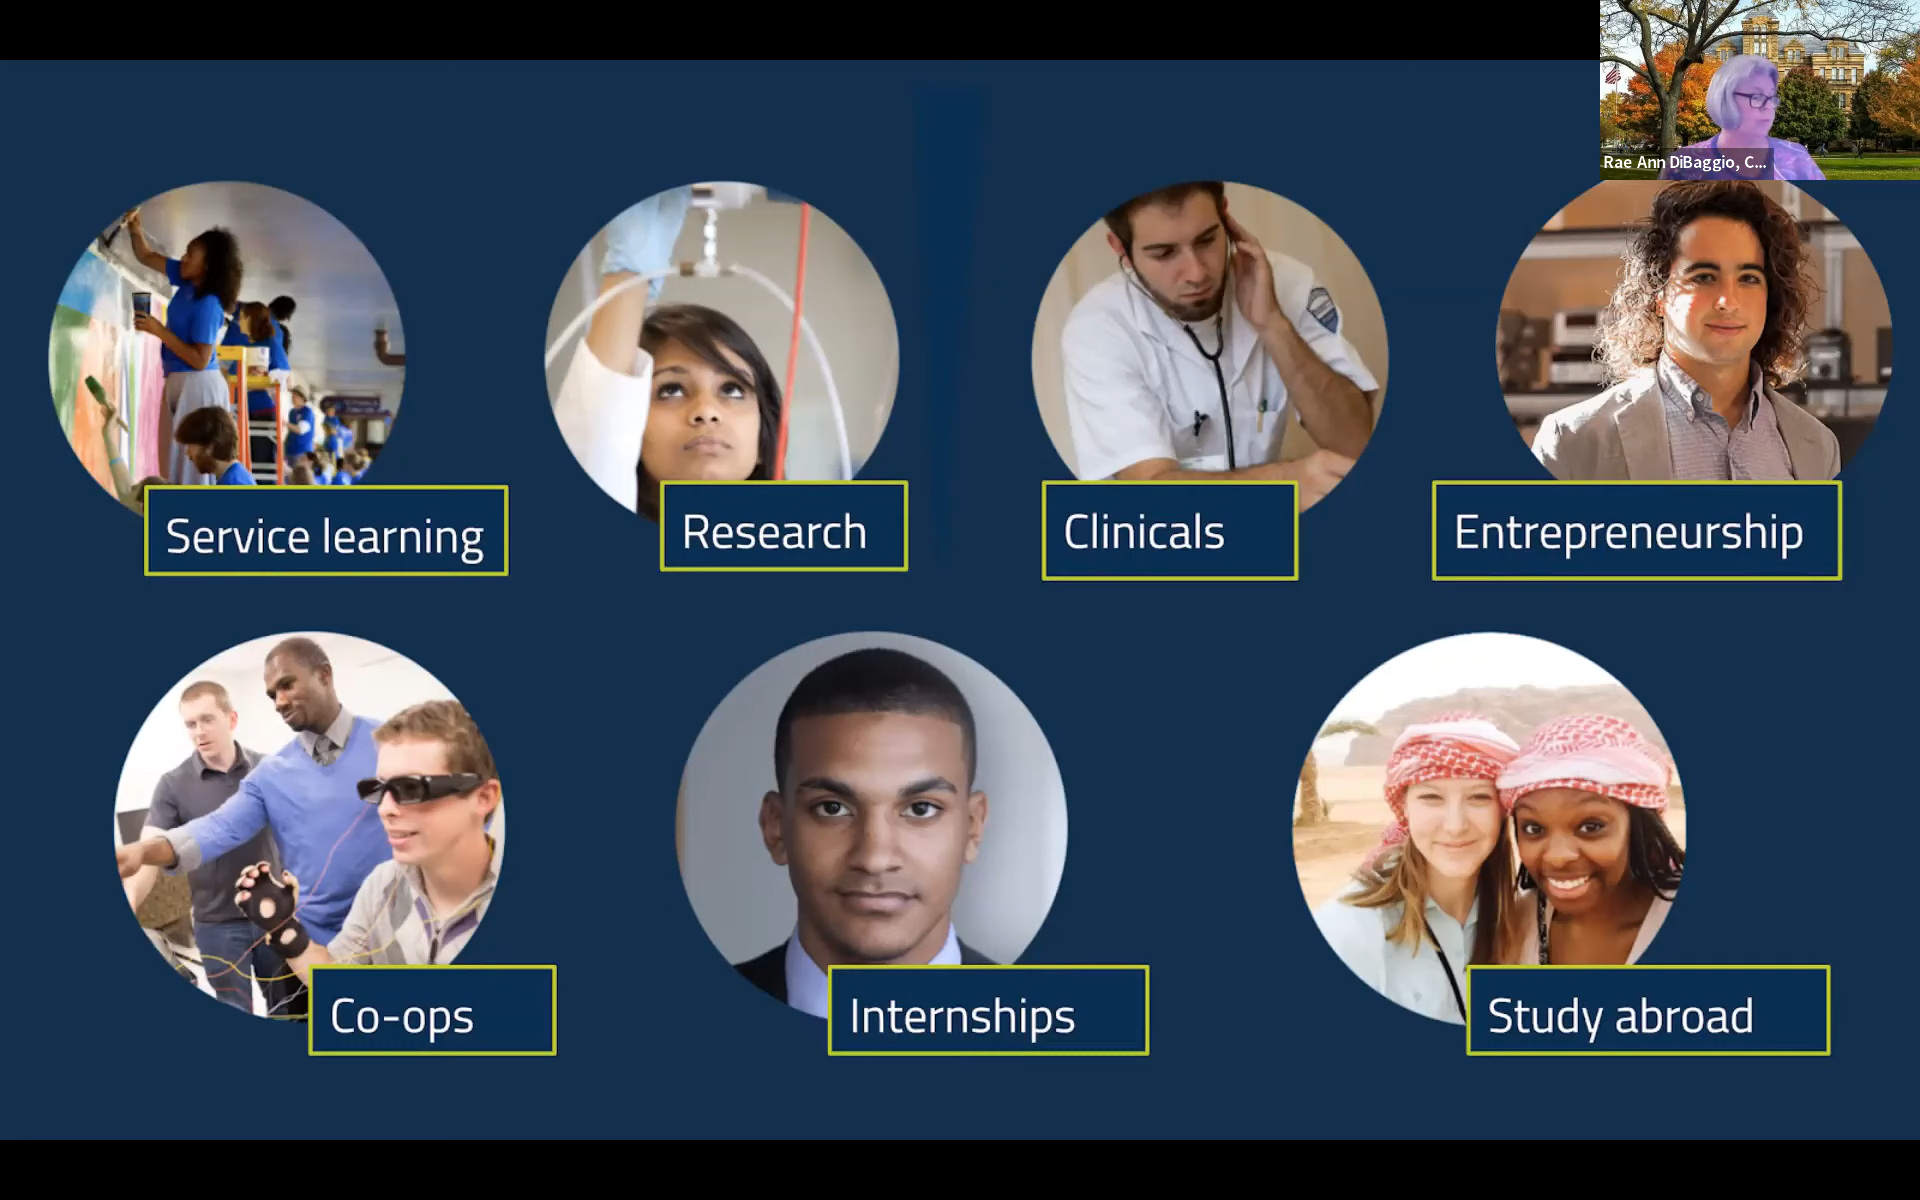 Rae Ann DiBaggio, C...
Service learning
Research
Clinicals
Entrepreneurship
Co-ops
Internships
Study abroad